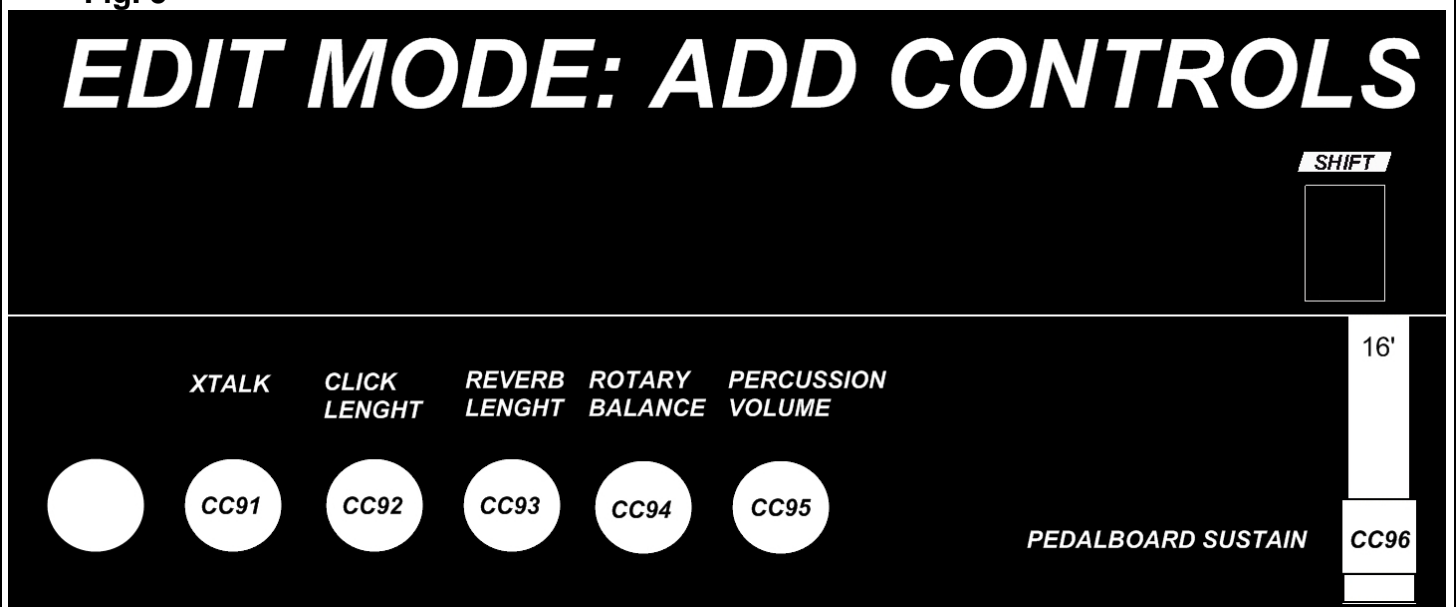 EDIT MODE: ADD CONTROLS
SHIFT
16'
XTALK
CLICK
LENGHT
REVERB
LENGHT
ROTARY
BALANCE
PERCUSSION
VOLUME
CC91
CC92
CC93
CC94
CC95
PEDALBOARD SUSTAIN
CC96